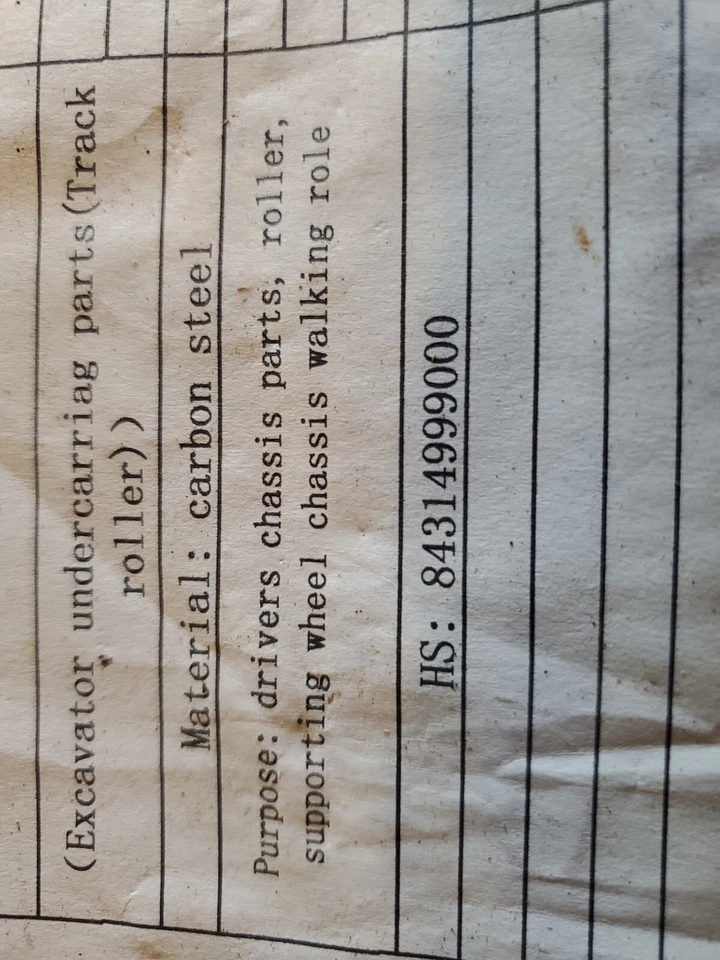 (Excavator undercarriag parts(Track
roller))
Material: carbon steel
Purpose: drivers chassis parts, roller,
supporting wheel chassis walking role
HS: 84314999000